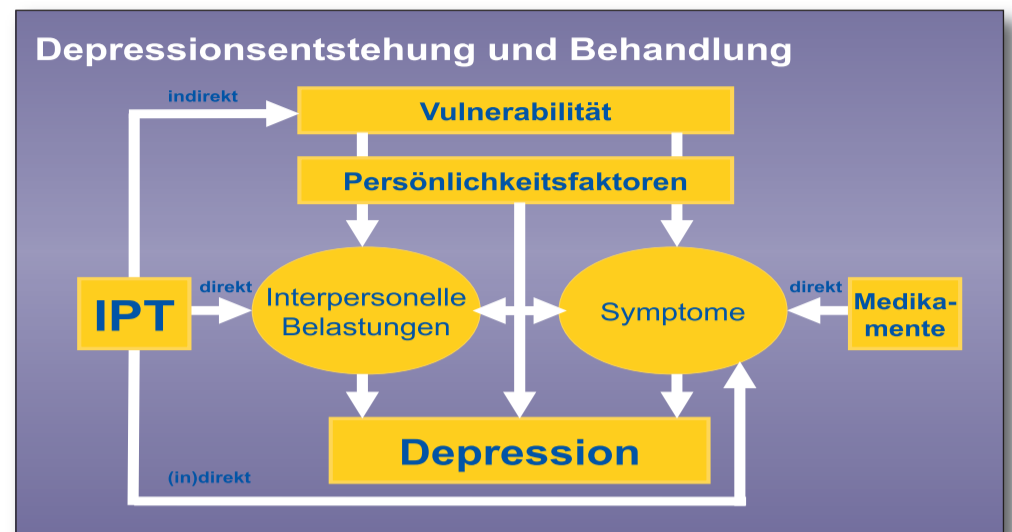 Depressionsentstehung und Behandlung
indirekt
Vulnerabilität
Persönlichkeitsfaktoren
IPT
direkt
Interpersonelle
Belastungen
Symptome
direkt
Medika-
mente
Depression
(in)direkt